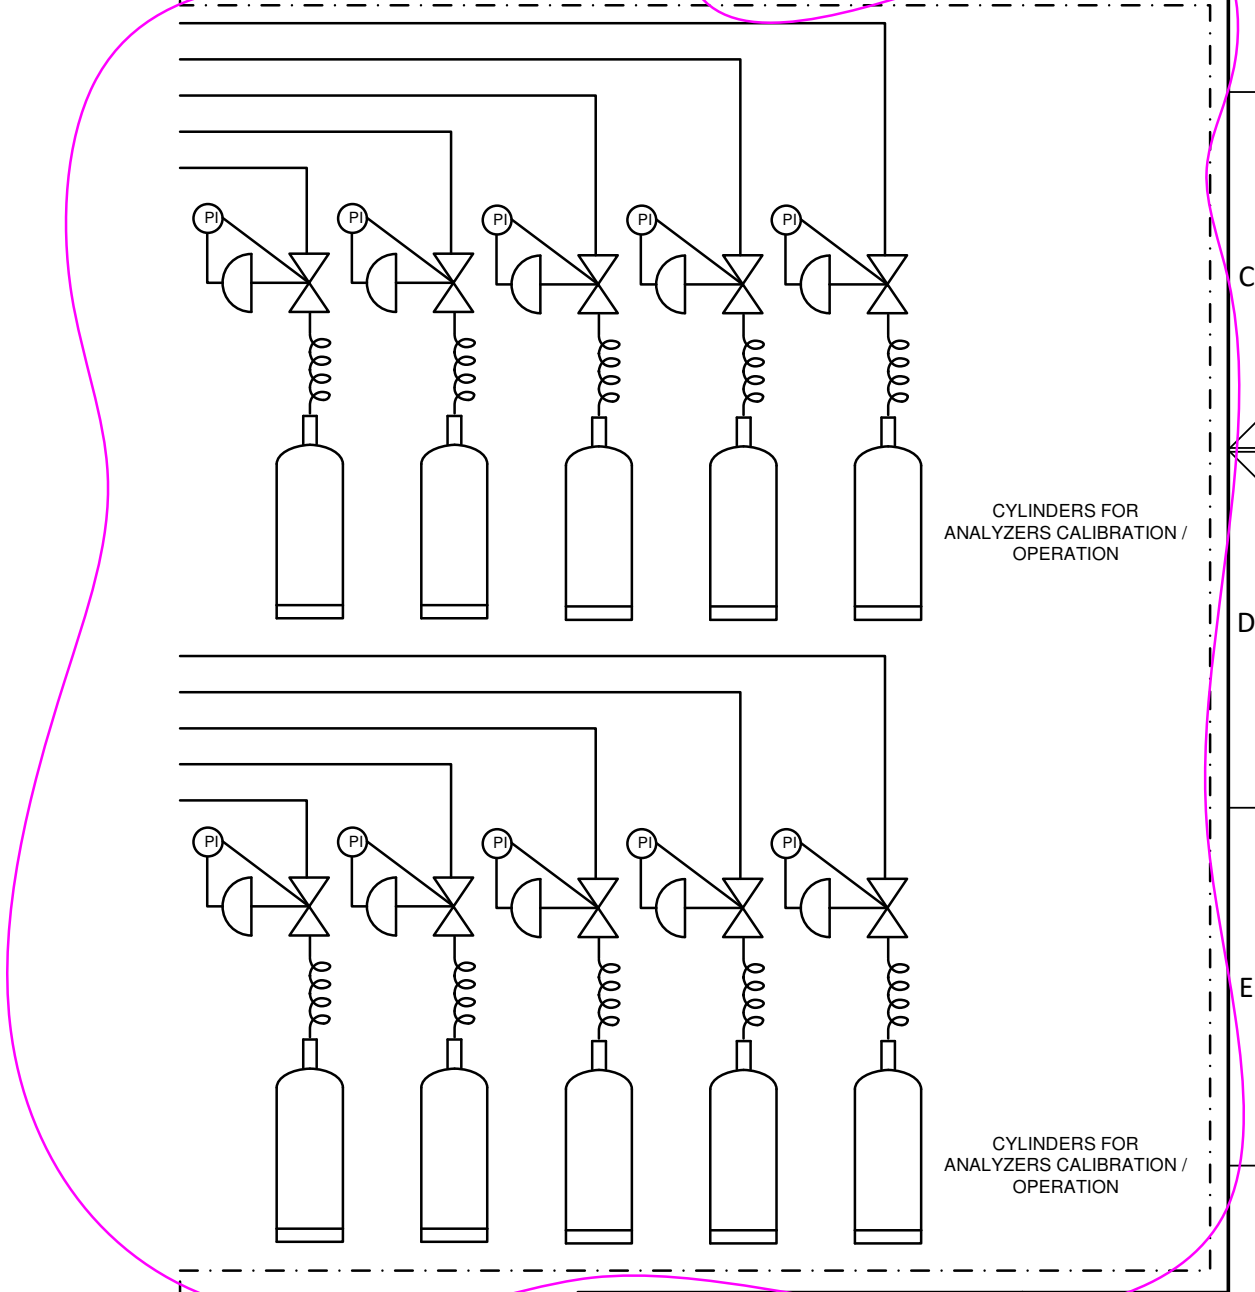 PI PI PI PI PI
C
CYLINDERS FOR
ANALYZERS CALIBRATION /
OPERATION
D
PI PI PI PI PI
E
CYLINDERS FOR
ANALYZERS CALIBRATION /
OPERATION